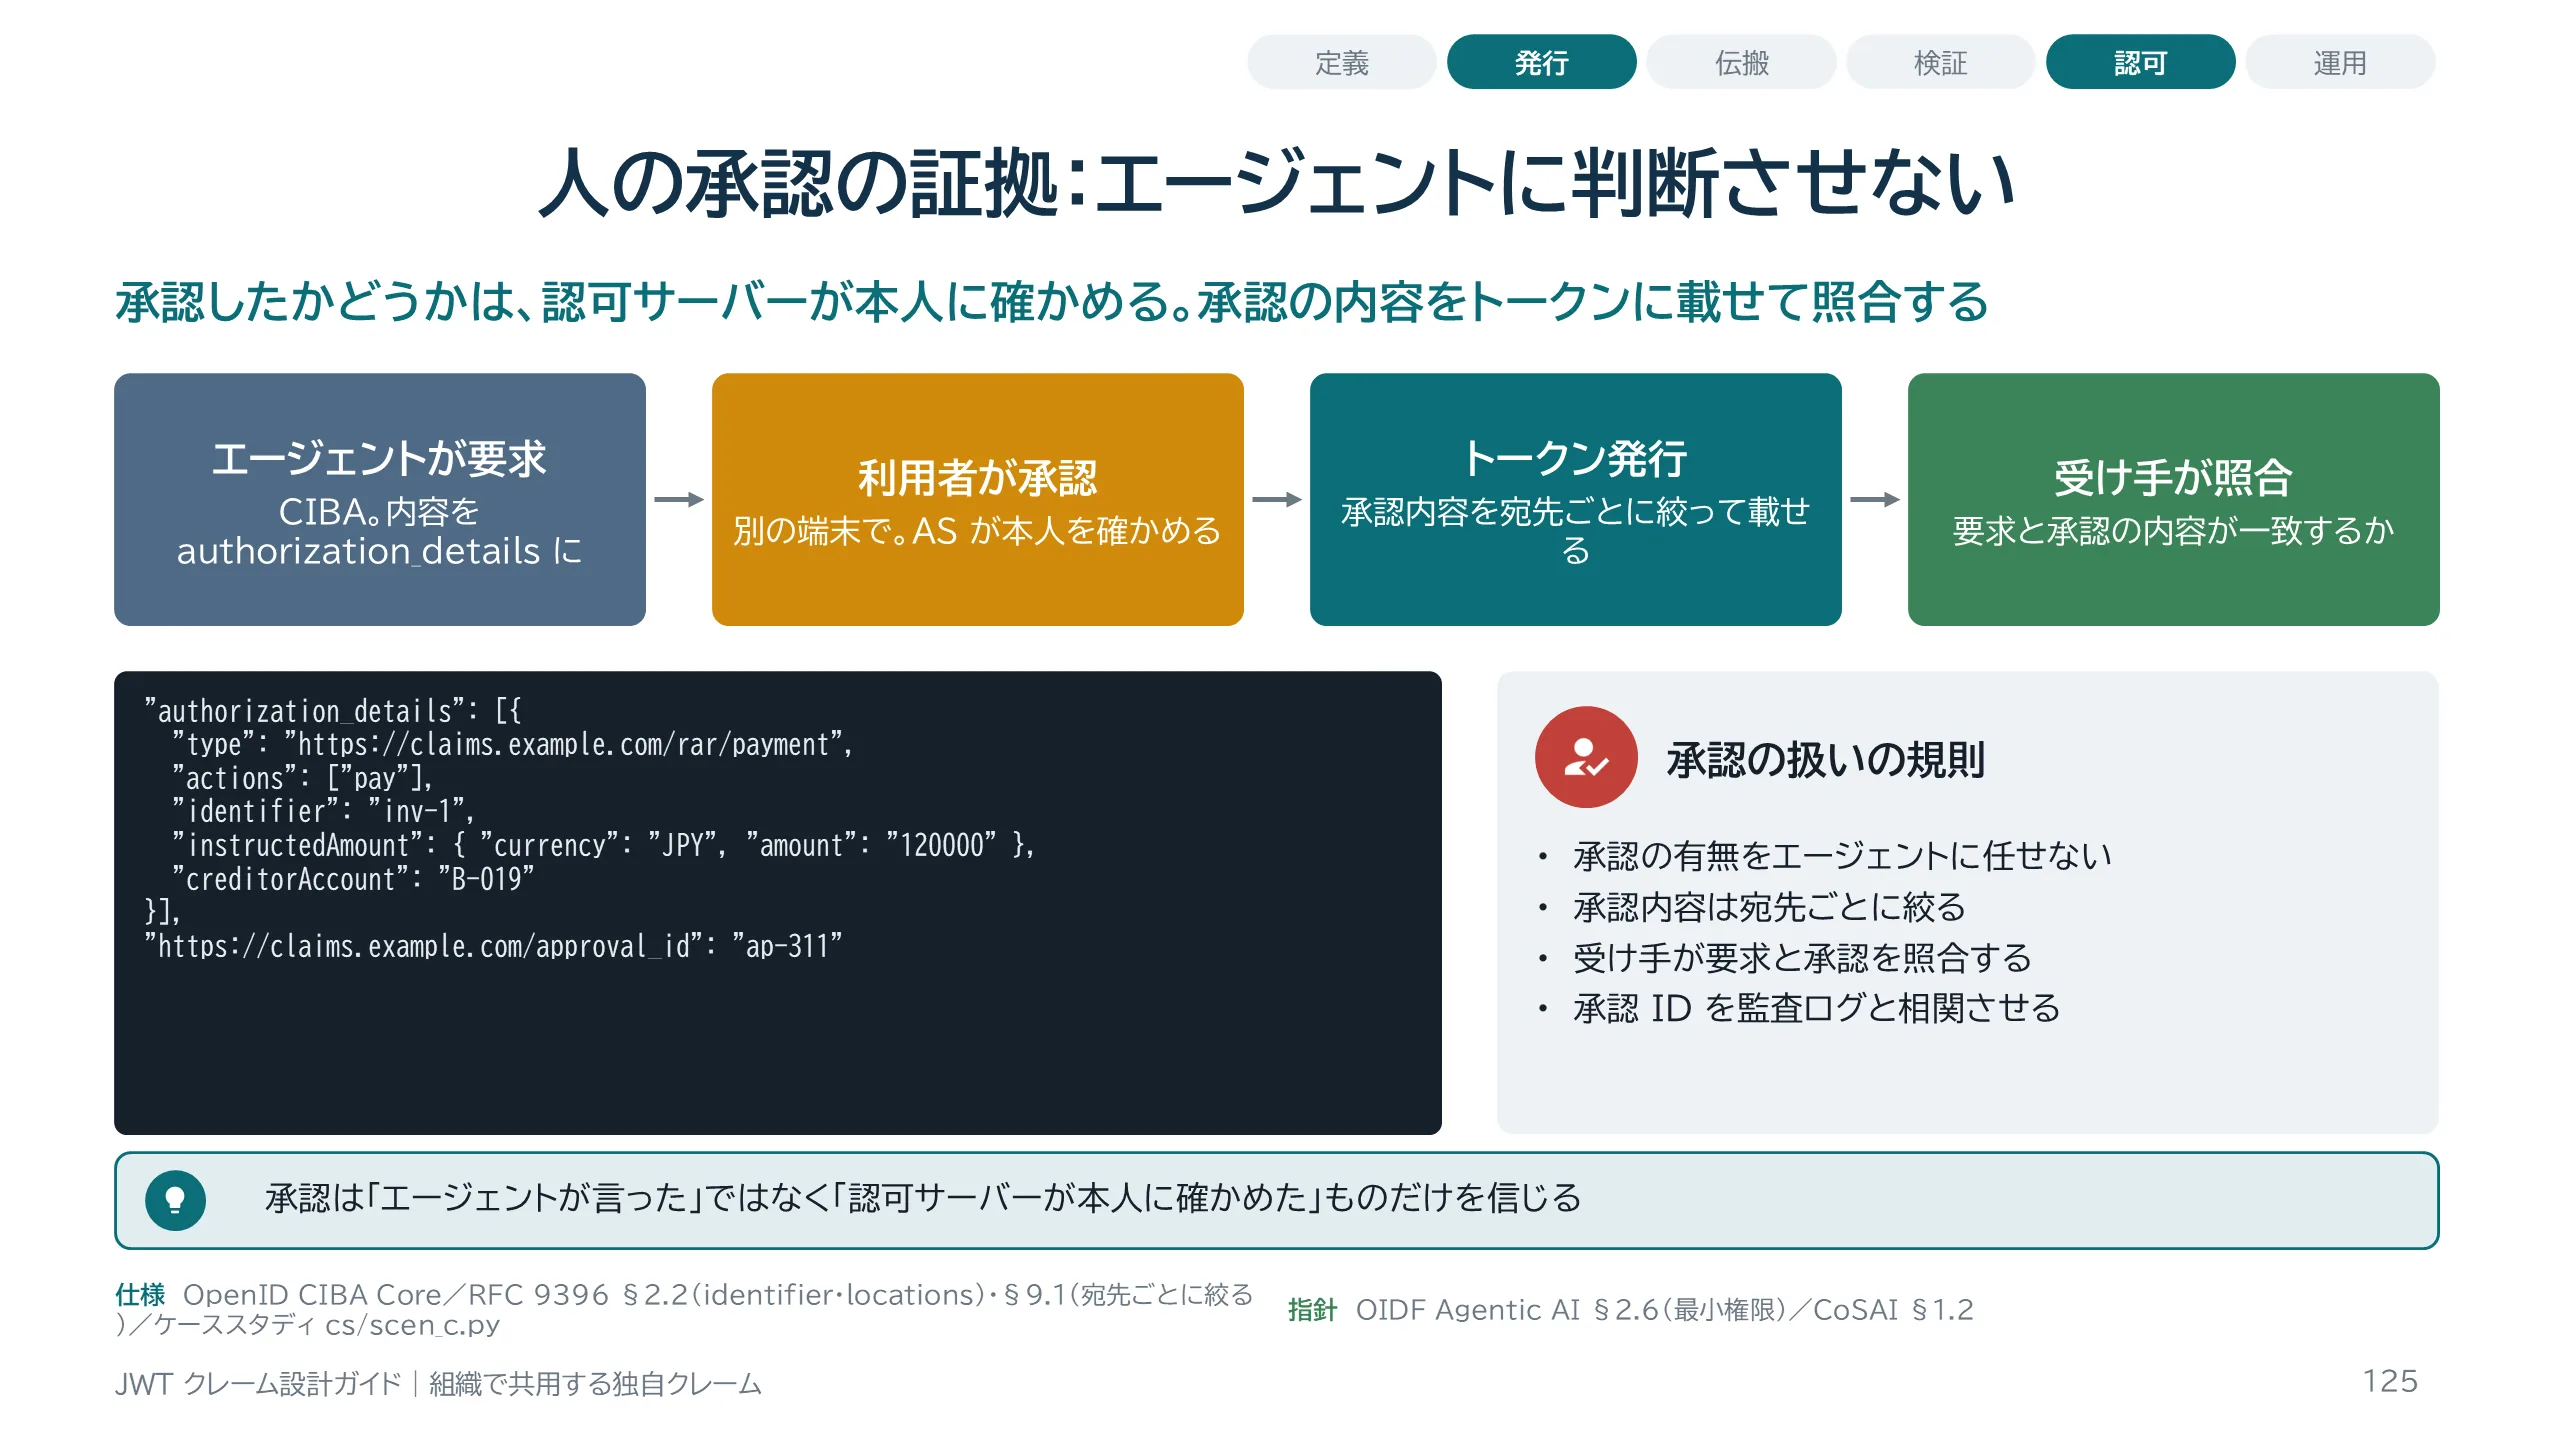 定義
発行
伝搬
検証
認可
運用
人の承認の証拠：エージェントに判断させない
承認したかどうかは、認可サーバーが本人に確かめる。承認の内容をトークンに載せて照合する
エージェントが要求
CIBA。内容を
authorization_details に
利用者が承認
別の端末で。AS が本人を確かめる
トークン発行
承認内容を宛先ごとに絞って載せ
る
受け手が照合
要求と承認の内容が一致するか
"authorization_details": [{
  "type": "https://claims.example.com/rar/payment",
  "actions": ["pay"],
  "identifier": "inv-1",
  "instructedAmount": { "currency": "JPY", "amount": "120000" },
  "creditorAccount": "B-019"
}],
"https://claims.example.com/approval_id": "ap-311"
承認の扱いの規則
• 承認の有無をエージェントに任せない
• 承認内容は宛先ごとに絞る
• 受け手が要求と承認を照合する
• 承認 ID を監査ログと相関させる
承認は「エージェントが言った」ではなく「認可サーバーが本人に確かめた」ものだけを信じる
仕様 OpenID CIBA Core／RFC 9396 §2.2（identifier・locations）・§9.1（宛先ごとに絞る
）／ケーススタディ cs/scen_c.py
指針 OIDF Agentic AI §2.6（最小権限）／CoSAI §1.2
JWT クレーム設計ガイド｜組織で共用する独自クレーム
125